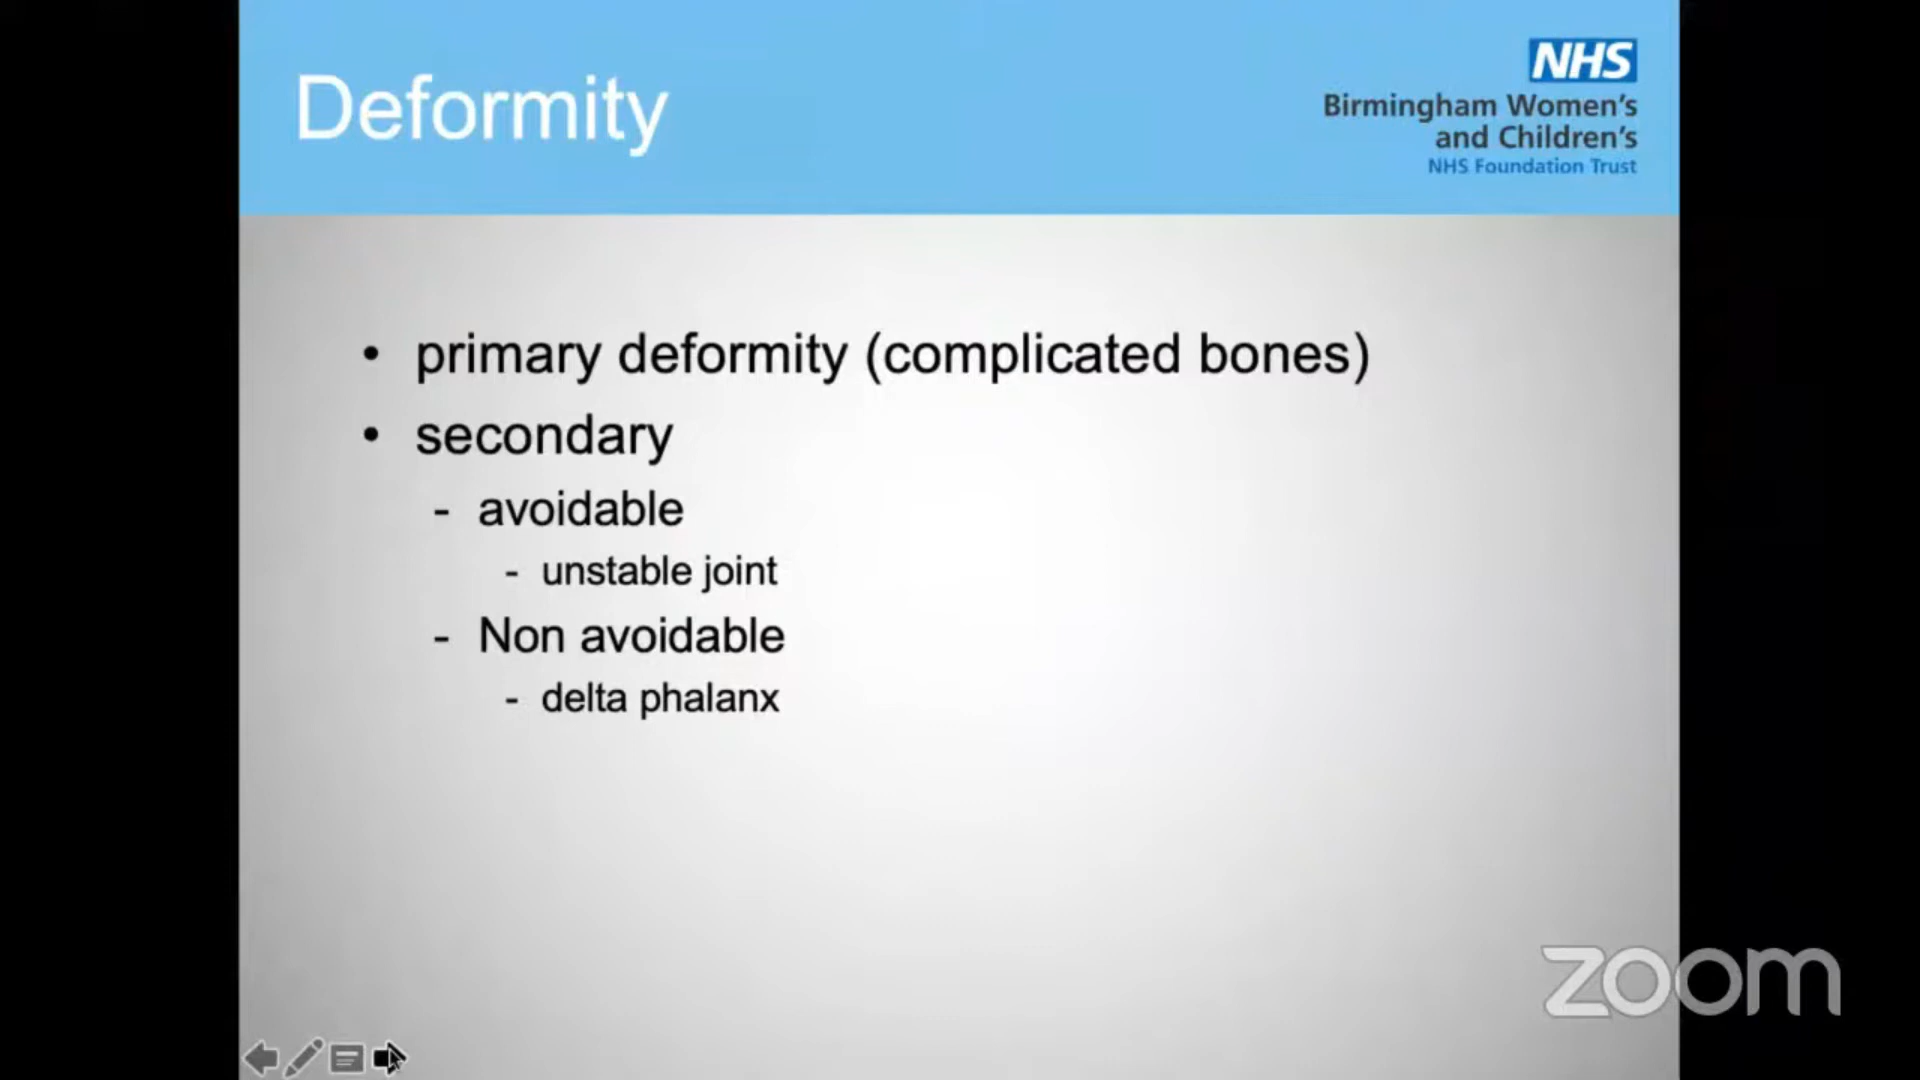 Deformity
NHS
Birmingham Women's
and Children's
NHS Foundation Trust
• primary deformity (complicated bones)
• secondary
- avoidable
- unstable joint
- Non avoidable
- delta phalanx
zoom